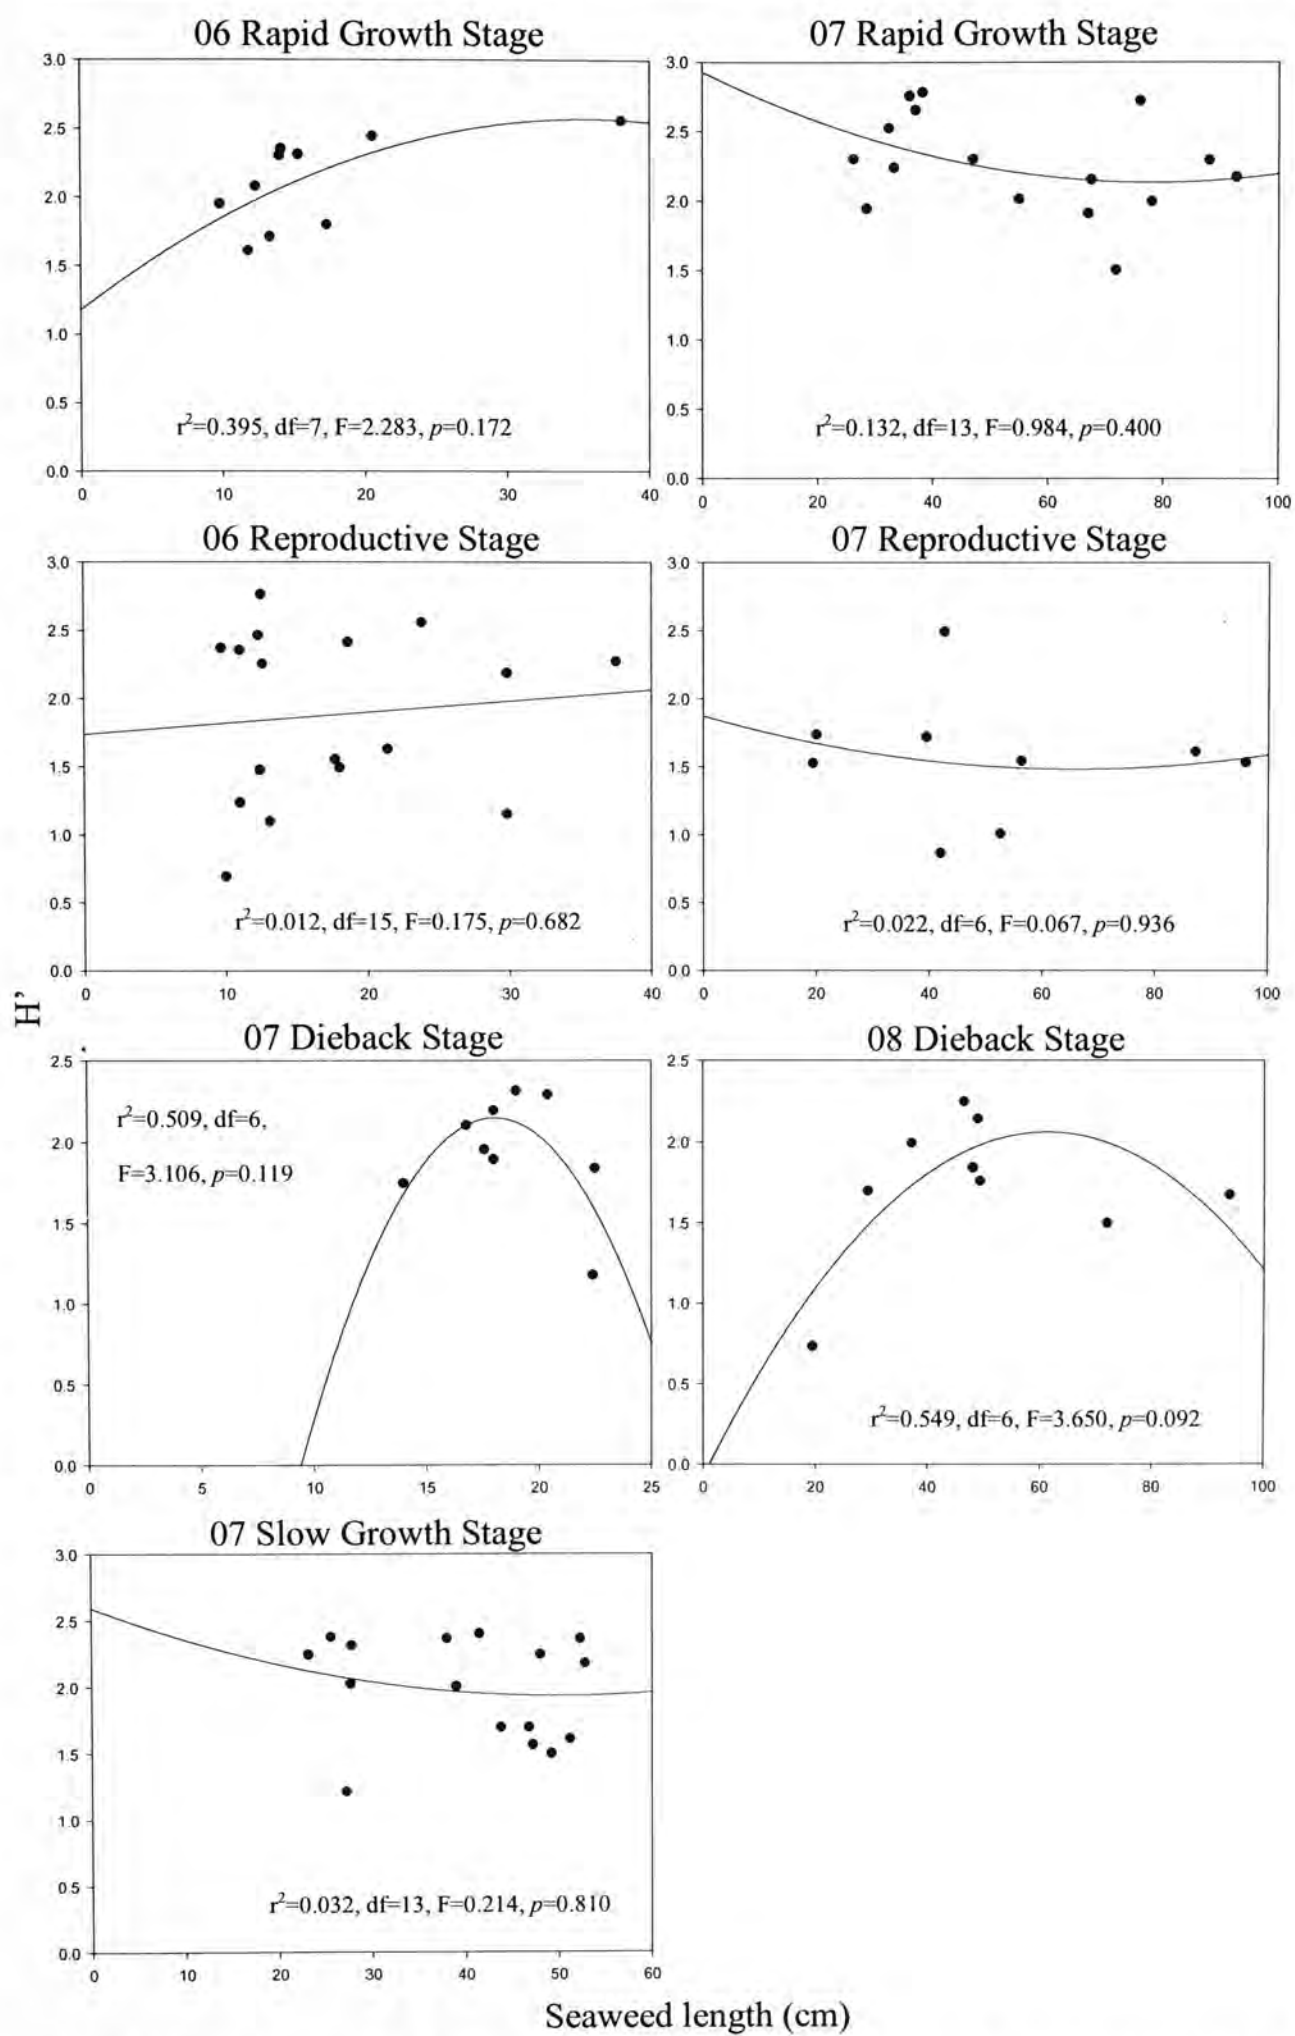 06 Rapid Growth Stage
3.0
2.5
2.0
1.5
1.0
0.5
0.0
r²=0.395, df=7, F=2.283, p=0.172
0 10 20 30 40
07 Rapid Growth Stage
3.0
2.5
2.0
1.5
1.0
0.5
0.0
r²=0.132, df=13, F=0.984, p=0.400
0 20 40 60 80 100
06 Reproductive Stage
3.0
2.5
2.0
1.5
1.0
0.5
0.0
r²=0.012, df=15, F=0.175, p=0.682
0 10 20 30 40
07 Reproductive Stage
3.0
2.5
2.0
1.5
1.0
0.5
0.0
r²=0.022, df=6, F=0.067, p=0.936
0 20 40 60 80 100
H’
07 Dieback Stage
2.5
2.0
1.5
1.0
0.5
0.0
r²=0.509, df=6,
F=3.106, p=0.119
0 5 10 15 20 25
08 Dieback Stage
2.5
2.0
1.5
1.0
0.5
0.0
r²=0.549, df=6, F=3.650, p=0.092
0 20 40 60 80 100
07 Slow Growth Stage
3.0
2.5
2.0
1.5
1.0
0.5
0.0
r²=0.032, df=13, F=0.214, p=0.810
0 10 20 30 40 50 60
Seaweed length (cm)